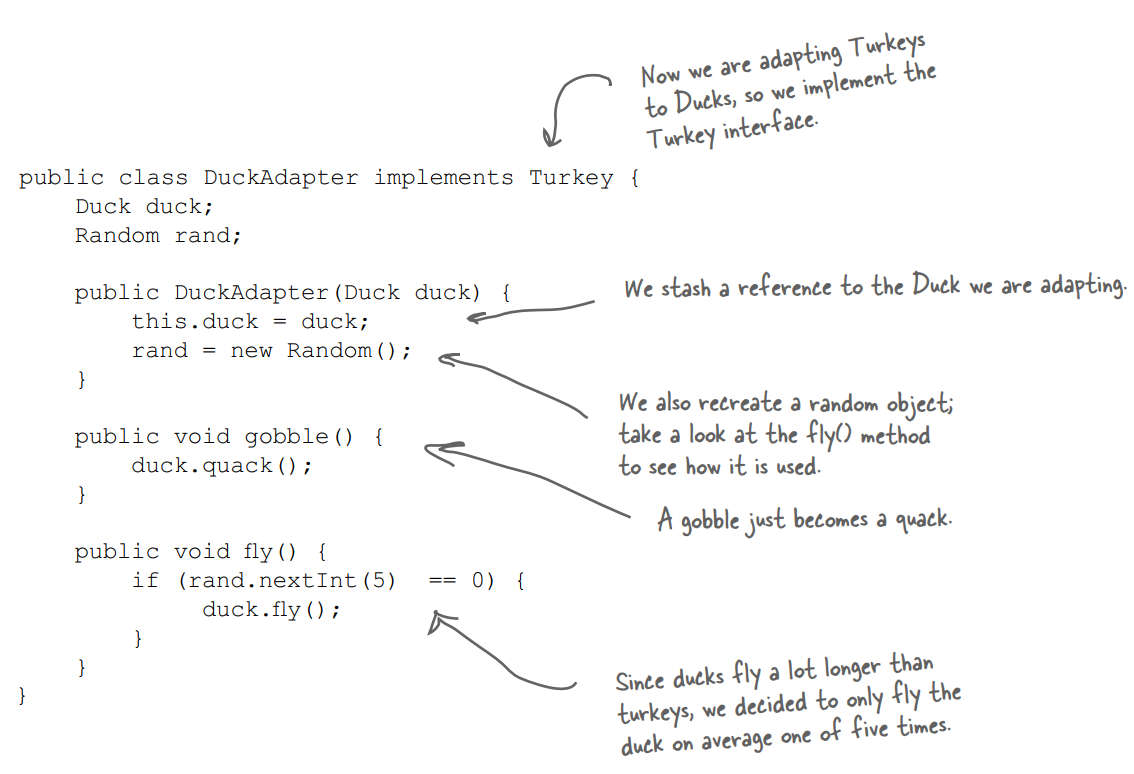 Now we are adapting Turkeys
to Ducks, so we implement the
Turkey interface.
public class DuckAdapter implements Turkey {
    Duck duck;
    Random rand;
    public DuckAdapter(Duck duck) {
We stash a reference to the Duck we are adapting.
        this.duck = duck;
        rand = new Random();
    }
We also recreate a random object;
take a look at the fly() method
to see how it is used.
    public void gobble() {
        duck.quack();
    }
A gobble just becomes a quack.
    public void fly() {
        if (rand.nextInt(5)  == 0) {
             duck.fly();
        }
    }
}
Since ducks fly a lot longer than
turkeys, we decided to only fly the
duck on average one of five times.